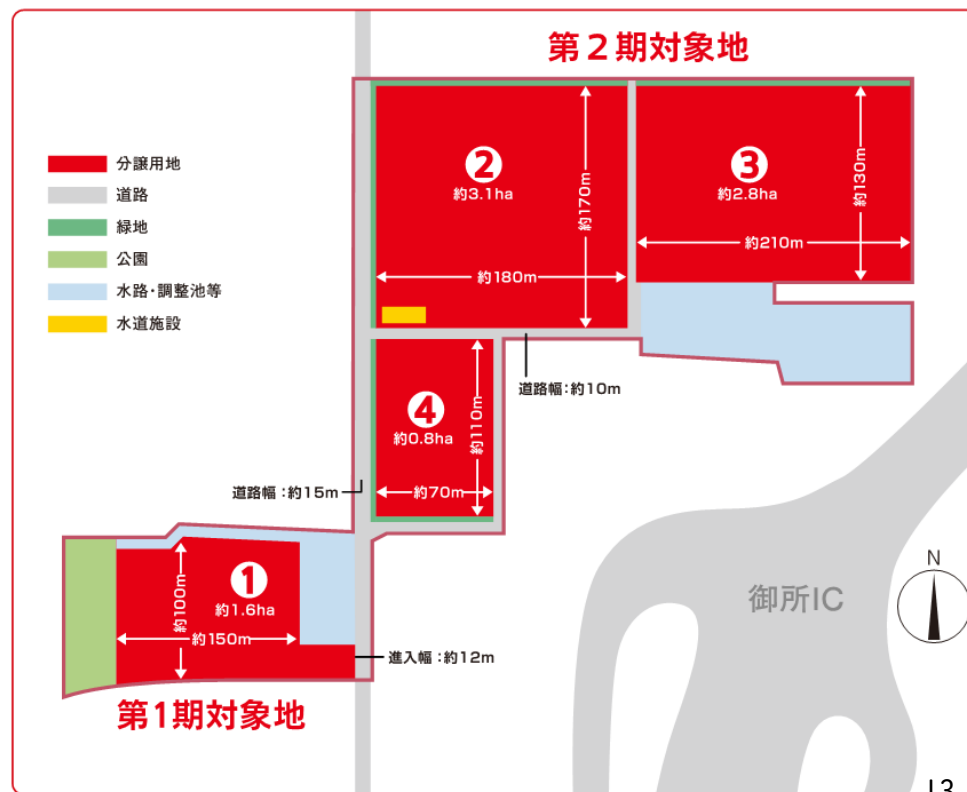 第２期対象地
分譲用地
道路
緑地
公園
水路・調整池等
水道施設
2
約3.1ha
約170m
約180m
3
約2.8ha
約130m
約210m
道路幅：約10m
4
約0.8ha
約110m
約70m
道路幅：約15m
1
約1.6ha
約100m
約150m
進入幅：約12m
第1期対象地
御所IC
N
13